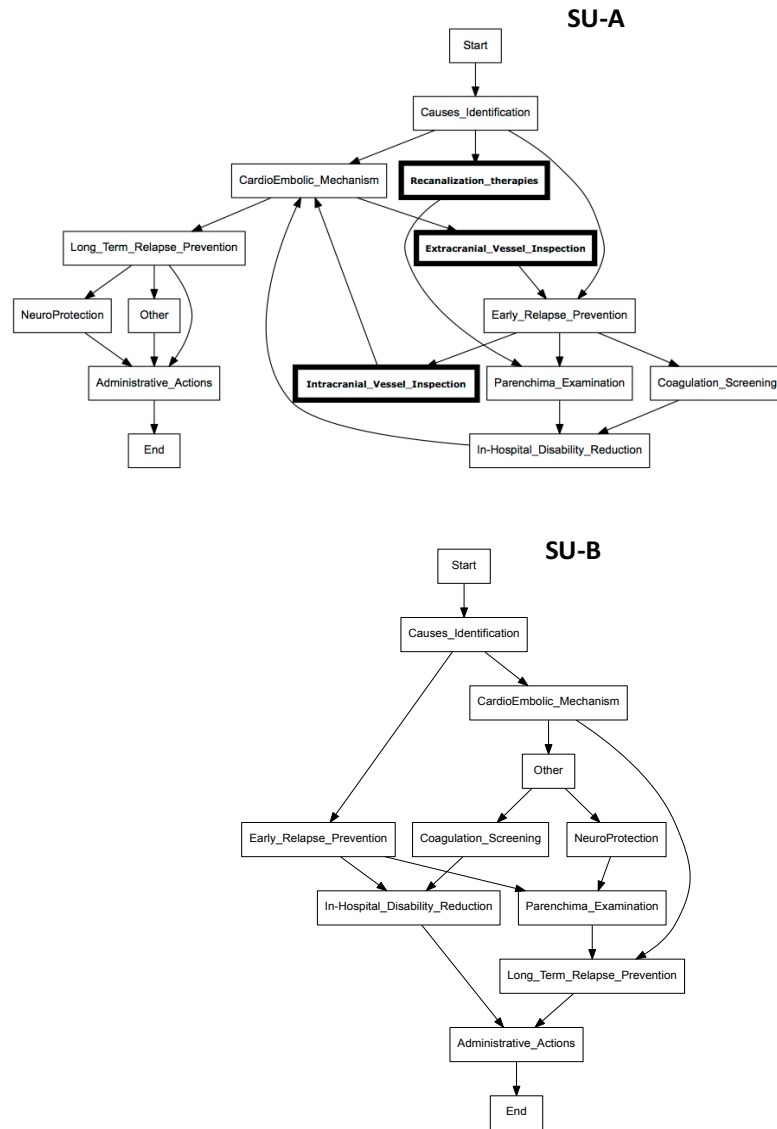 SU-A
Start
Causes_Identification
CardioEmbolic_Mechanism
Recanalization_therapies
Long_Term_Relapse_Prevention
Extracranial_Vessel_Inspection
NeuroProtection
Other
Early_Relapse_Prevention
Administrative_Actions
Intracranial_Vessel_Inspection
Parenchima_Examination
Coagulation_Screening
End
In-Hospital_Disability_Reduction
SU-B
Start
Causes_Identification
CardioEmbolic_Mechanism
Other
Early_Relapse_Prevention
Coagulation_Screening
NeuroProtection
In-Hospital_Disability_Reduction
Parenchima_Examination
Long_Term_Relapse_Prevention
Administrative_Actions
End